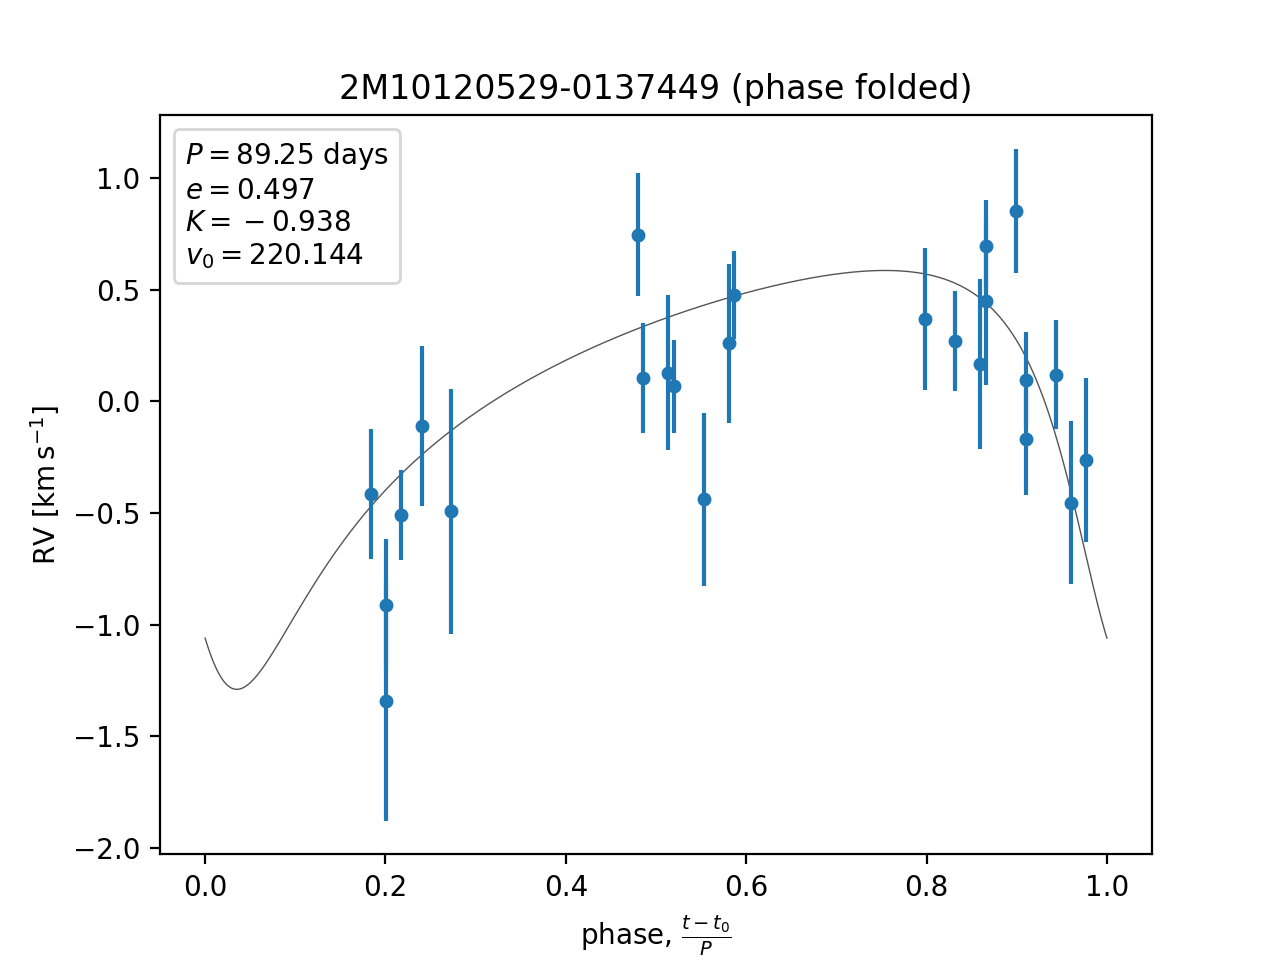 2M10120529-0137449 (phase folded)
P = 89.25 days
e = 0.497
K = −0.938
v₀ = 220.144
1.0
0.5
0.0
−0.5
−1.0
−1.5
−2.0
RV [km s⁻¹]
0.0 0.2 0.4 0.6 0.8 1.0
phase, (t − t₀)/P